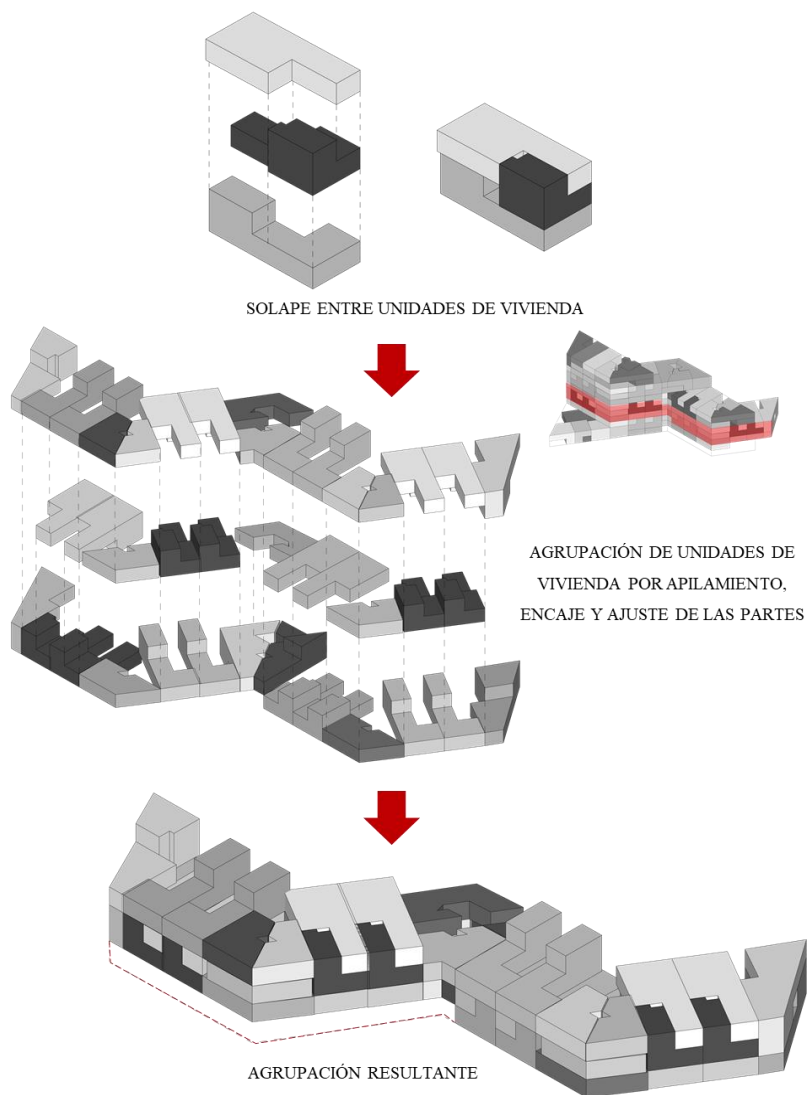 SOLAPE ENTRE UNIDADES DE VIVIENDA
AGRUPACIÓN DE UNIDADES DE
VIVIENDA POR APILAMIENTO,
ENCAJE Y AJUSTE DE LAS PARTES
AGRUPACIÓN RESULTANTE